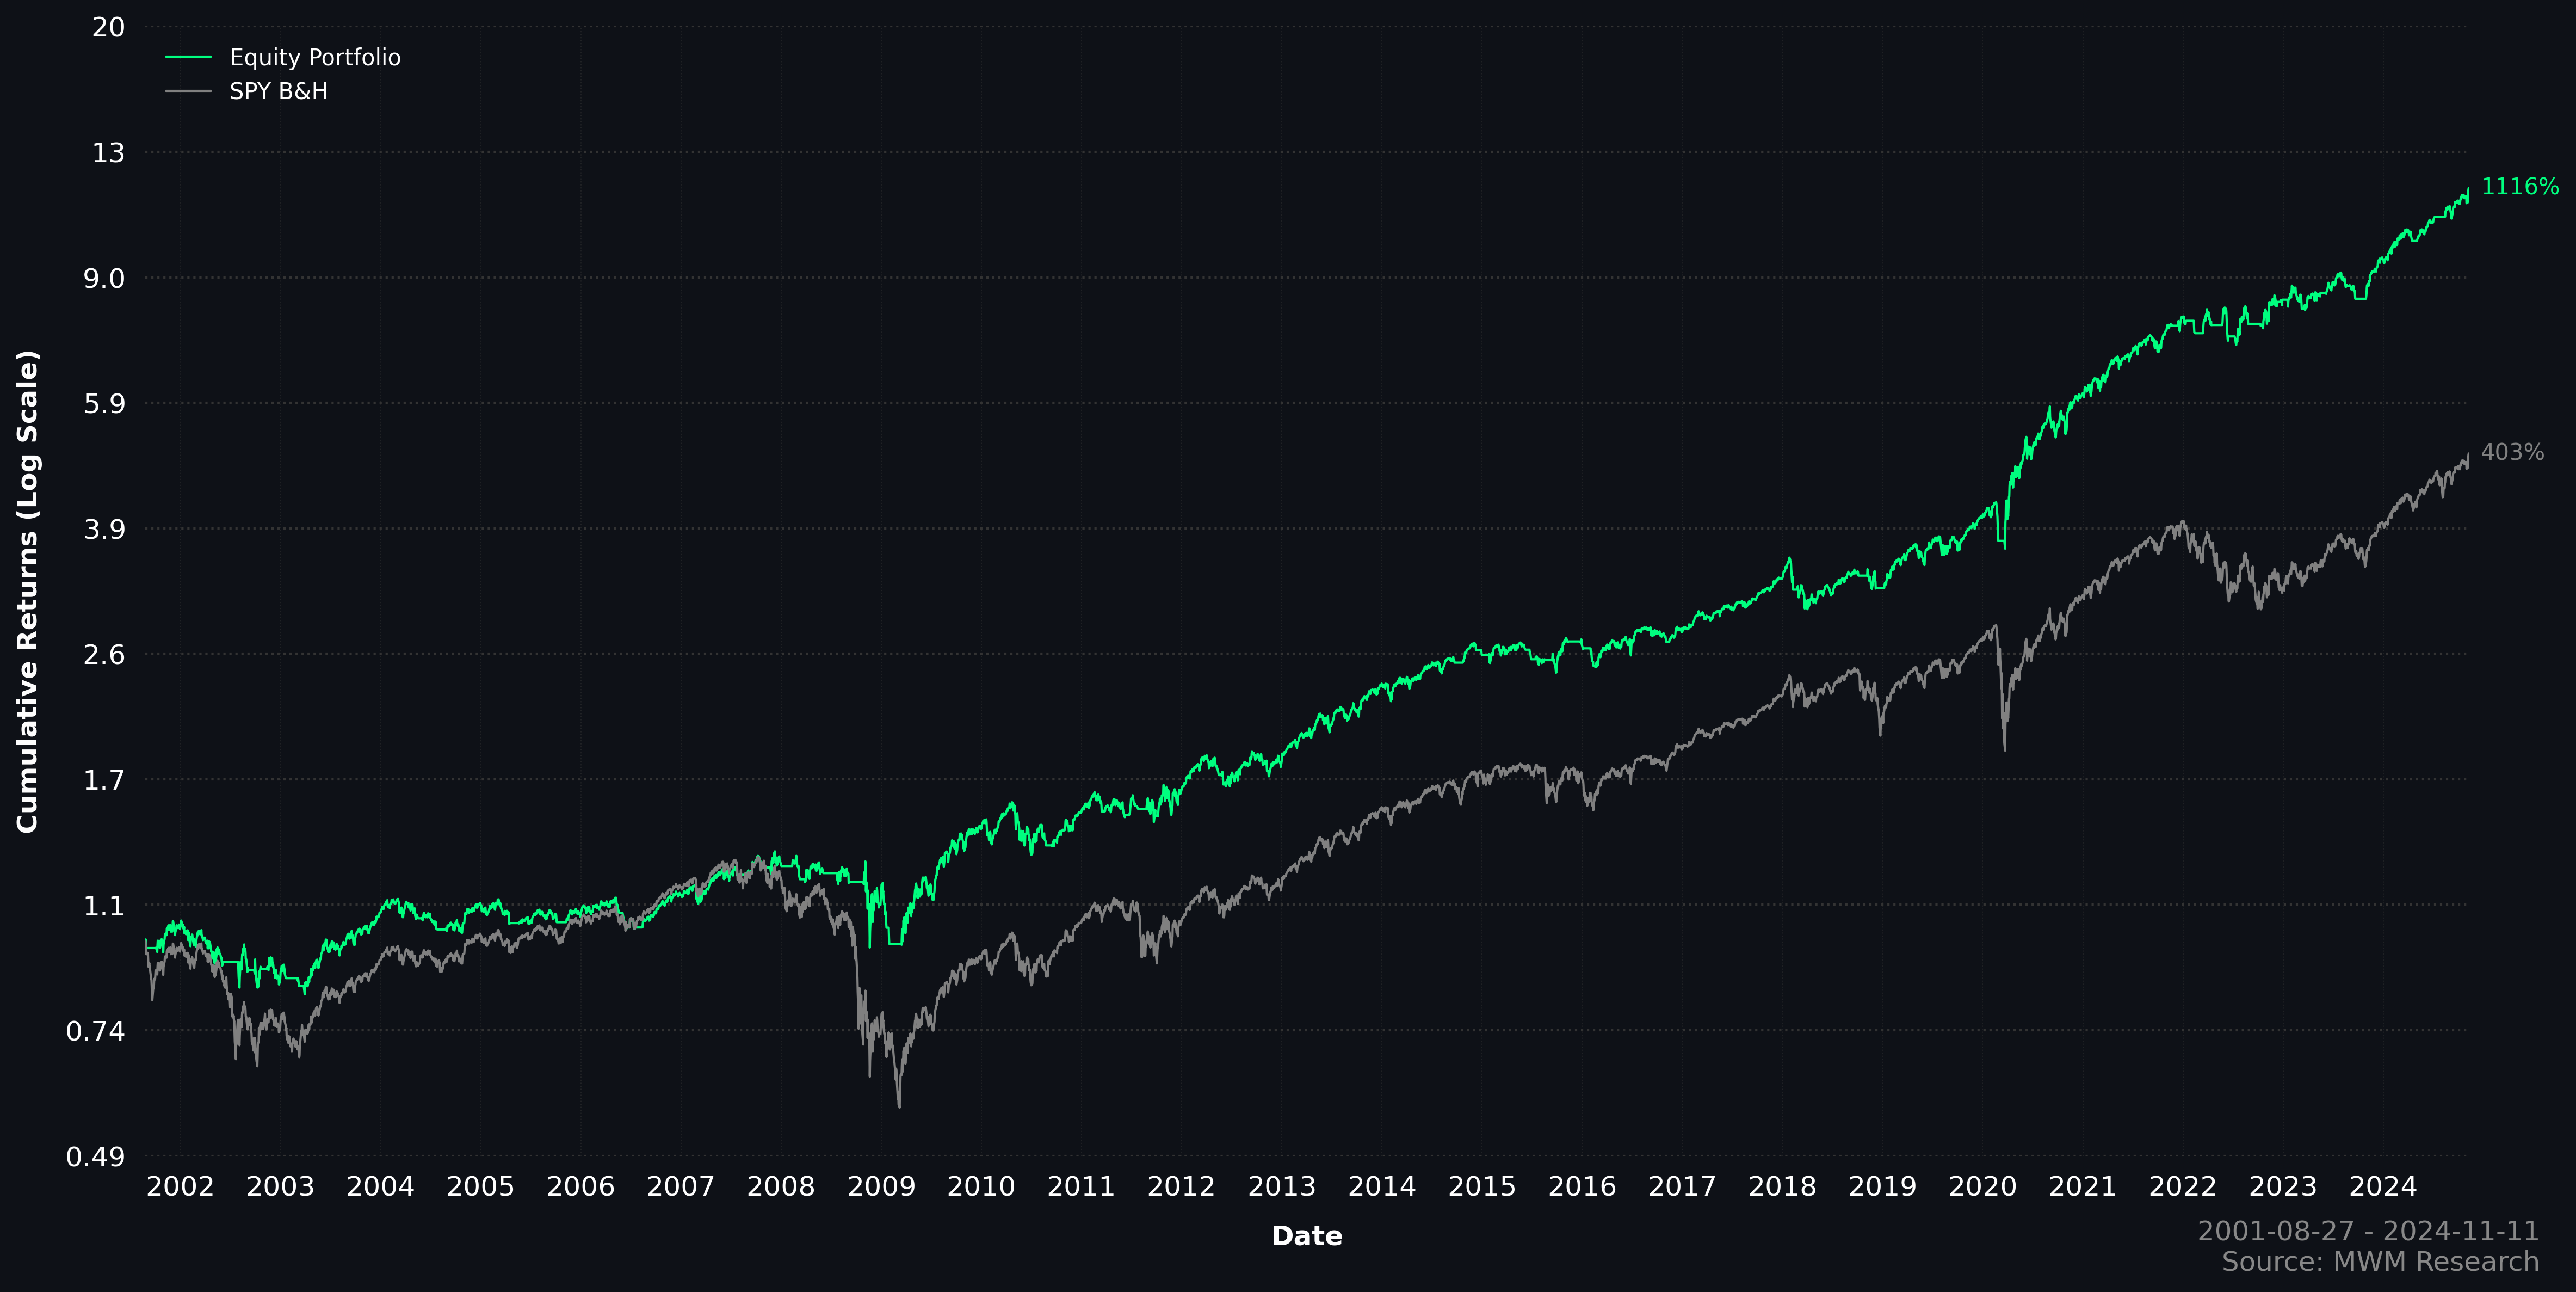 20
Equity Portfolio
SPY B&H
13
1116%
9.0
5.9
403%
3.9
Cumulative Returns (Log Scale)
2.6
1.7
1.1
0.74
0.49
2002 2003 2004 2005 2006 2007 2008 2009 2010 2011 2012 2013 2014 2015 2016 2017 2018 2019 2020 2021 2022 2023 2024
Date
2001-08-27 - 2024-11-11
Source: MWM Research